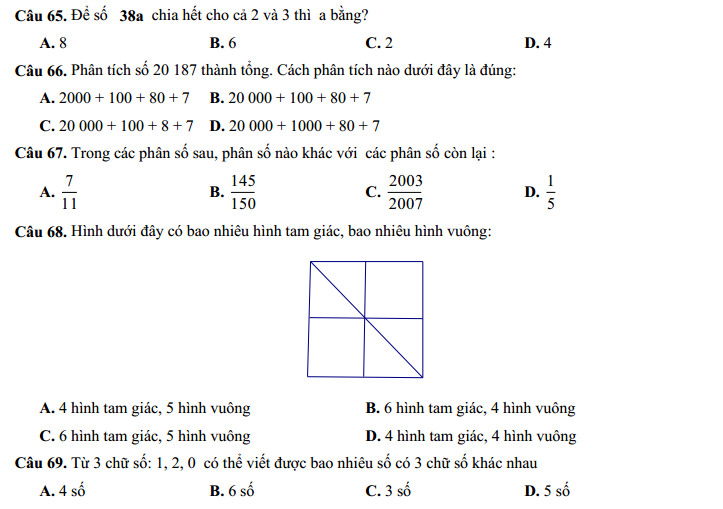 Câu 65. Để số 38a chia hết cho cả 2 và 3 thì a bằng?
A. 8 B. 6 C. 2 D. 4
Câu 66. Phân tích số 20 187 thành tổng. Cách phân tích nào dưới đây là đúng:
A. 2000 + 100 + 80 + 7 B. 20 000 + 100 + 80 + 7
C. 20 000 + 100 + 8 + 7 D. 20 000 + 1000 + 80 + 7
Câu 67. Trong các phân số sau, phân số nào khác với các phân số còn lại :
A. 7/11 B. 145/150 C. 2003/2007 D. 1/5
Câu 68. Hình dưới đây có bao nhiêu hình tam giác, bao nhiêu hình vuông:
A. 4 hình tam giác, 5 hình vuông B. 6 hình tam giác, 4 hình vuông
C. 6 hình tam giác, 5 hình vuông D. 4 hình tam giác, 4 hình vuông
Câu 69. Từ 3 chữ số: 1, 2, 0 có thể viết được bao nhiêu số có 3 chữ số khác nhau
A. 4 số B. 6 số C. 3 số D. 5 số